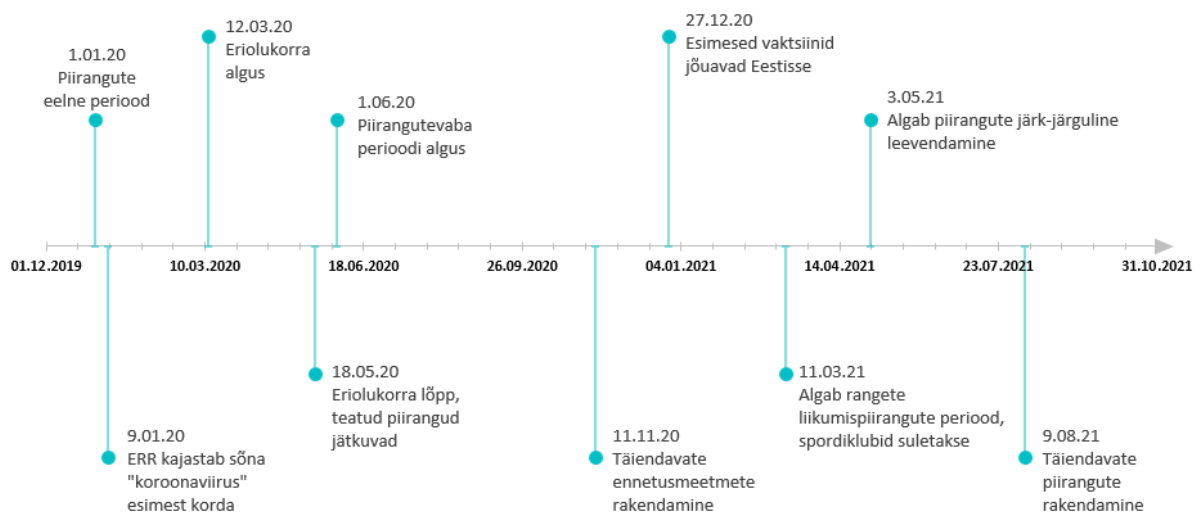 1.01.20
Piirangute
eelne periood
12.03.20
Eriolukorra
algus
1.06.20
Piirangutevaba
perioodi algus
27.12.20
Esimesed vaktsiinid
jõuavad Eestisse
3.05.21
Algab piirangute järk-järguline
leevendamine
01.12.2019 10.03.2020 18.06.2020 26.09.2020 04.01.2021 14.04.2021 23.07.2021 31.10.2021
9.01.20
ERR kajastab sõna
"koroonaviirus"
esimest korda
18.05.20
Eriolukorra lõpp,
teatud piirangud
jätkuvad
11.11.20
Täiendavate
ennetusmeetmete
rakendamine
11.03.21
Algab rangete
liikumispiirangute periood,
spordiklubid suletakse
9.08.21
Täiendavate
piirangute
rakendamine